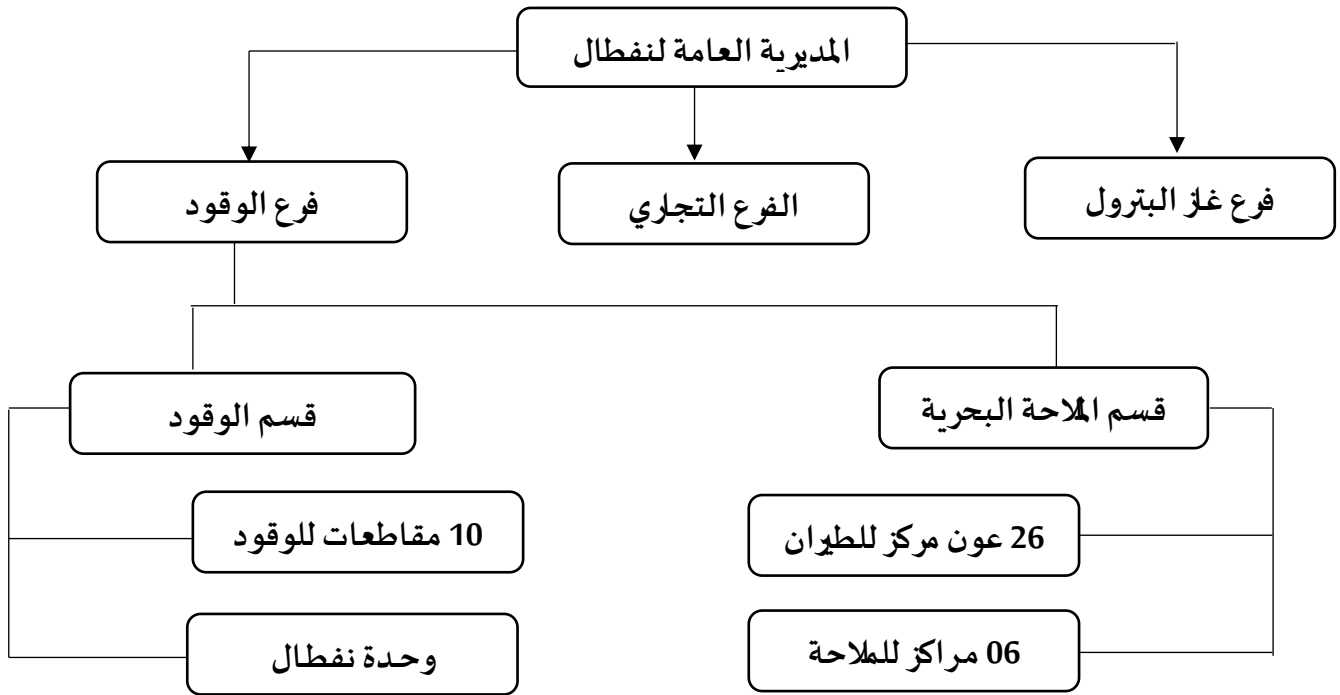 المديرية العامة لنفطال
فرع غاز البترول
الفرع التجاري
فرع الوقود
قسم الملاحة البحرية
قسم الوقود
26 عون مركز للطيران
10 مقاطعات للوقود
06 مراكز للملاحة
وحدة نفطال